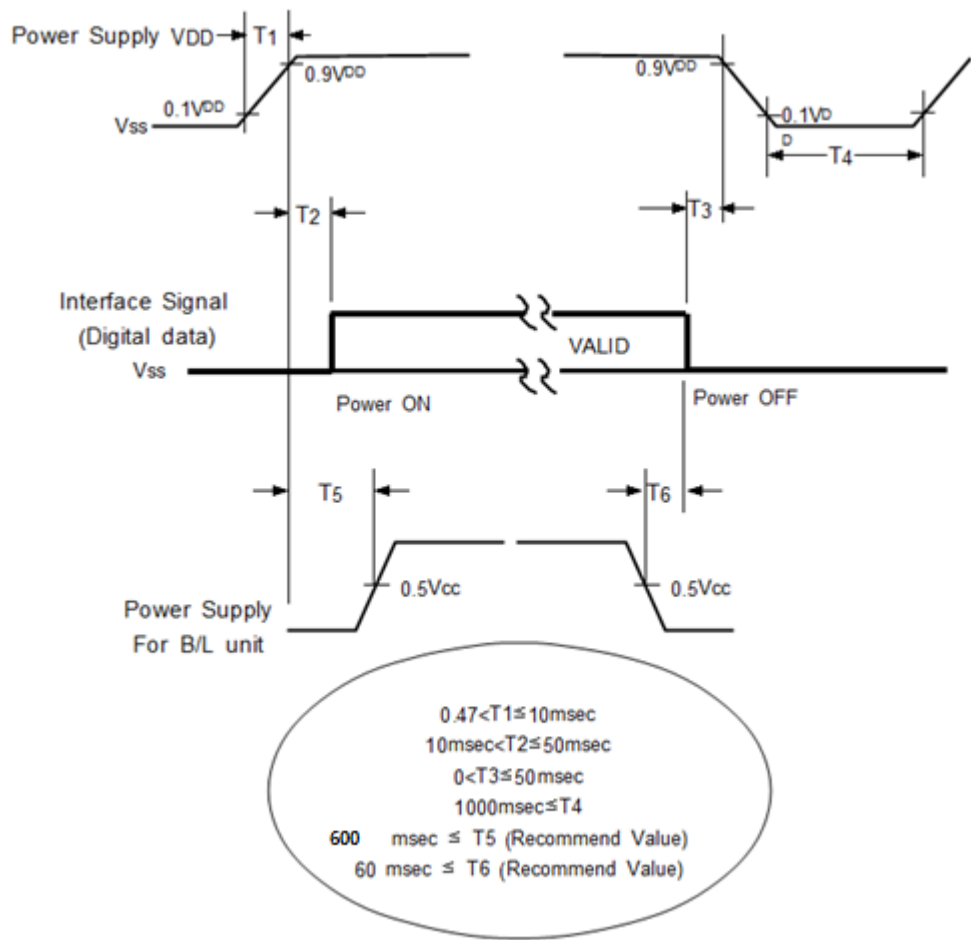 Power Supply VDD
T1
0.9VDD
0.9VDD
0.1VDD
0.1VD
D
Vss
T4
T2
T3
Interface Signal
(Digital data)
VALID
Vss
Power ON
Power OFF
T5
T6
0.5Vcc
0.5Vcc
Power Supply
For B/L unit
0.47<T1≤10msec
10msec<T2≤50msec
0<T3≤50msec
1000msec≤T4
600 msec ≤ T5 (Recommend Value)
60 msec ≤ T6 (Recommend Value)